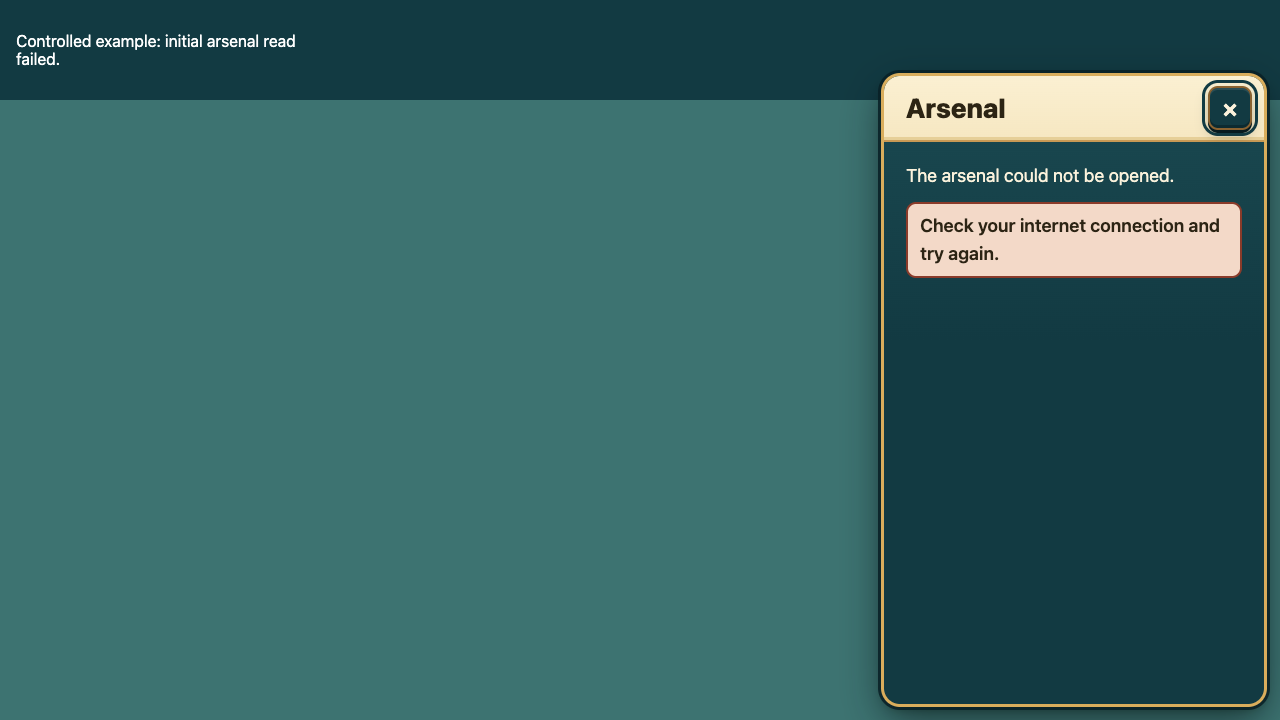 Controlled example: initial arsenal read
failed.
Arsenal
×
The arsenal could not be opened.
Check your internet connection and
try again.